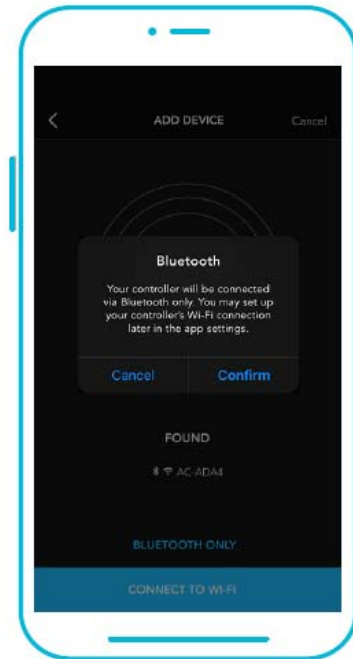 ADD DEVICE Cancel
Bluetooth
Your controller will be connected
via Bluetooth only. You may set up
your controller's Wi-Fi connection
later in the app settings.
Cancel Confirm
FOUND
AC-ADA4
BLUETOOTH ONLY
CONNECT TO WI-FI